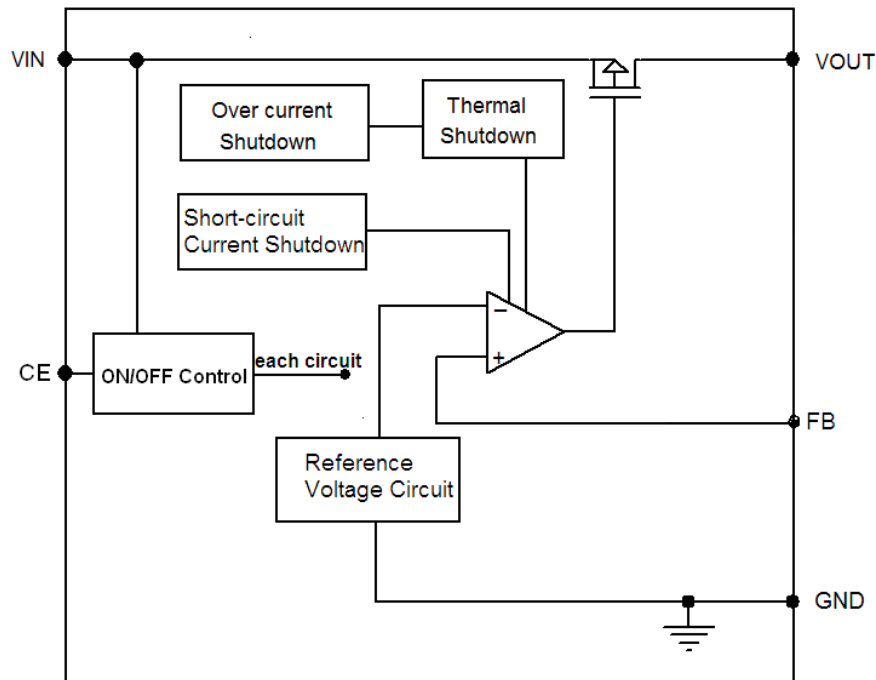 VIN
VOUT
Over current
Shutdown
Thermal
Shutdown
Short-circuit
Current Shutdown
−
+
CE
ON/OFF Control
each circuit
FB
Reference
Voltage Circuit
GND